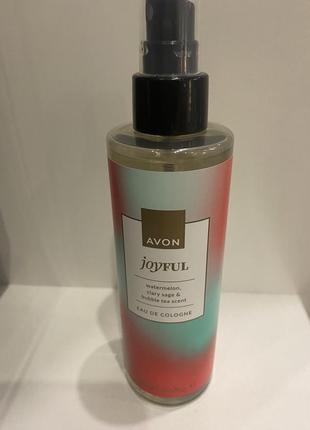 AVON
joyFUL
watermelon,
clary sage &
bubble tea scent
EAU DE COLOGNE